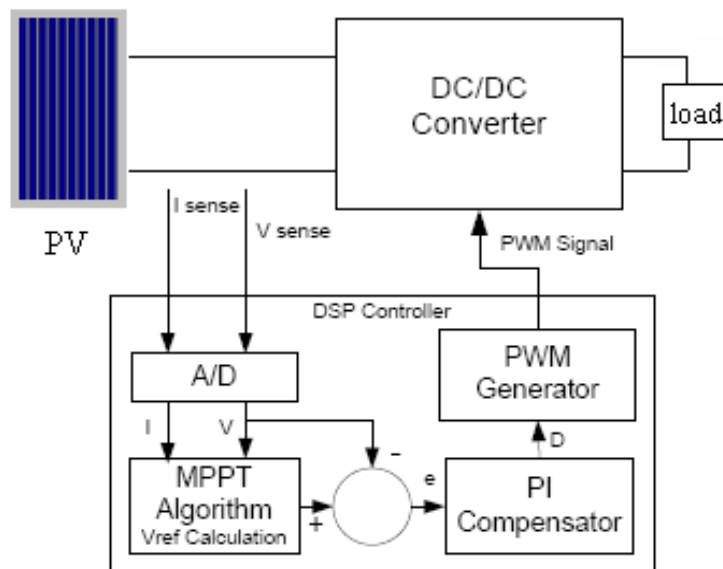 DC/DC
Converter
load
PV
I sense
V sense
PWM Signal
DSP Controller
A/D
PWM
Generator
I
V
D
-
MPPT
Algorithm
Vref Calculation
+
e
PI
Compensator